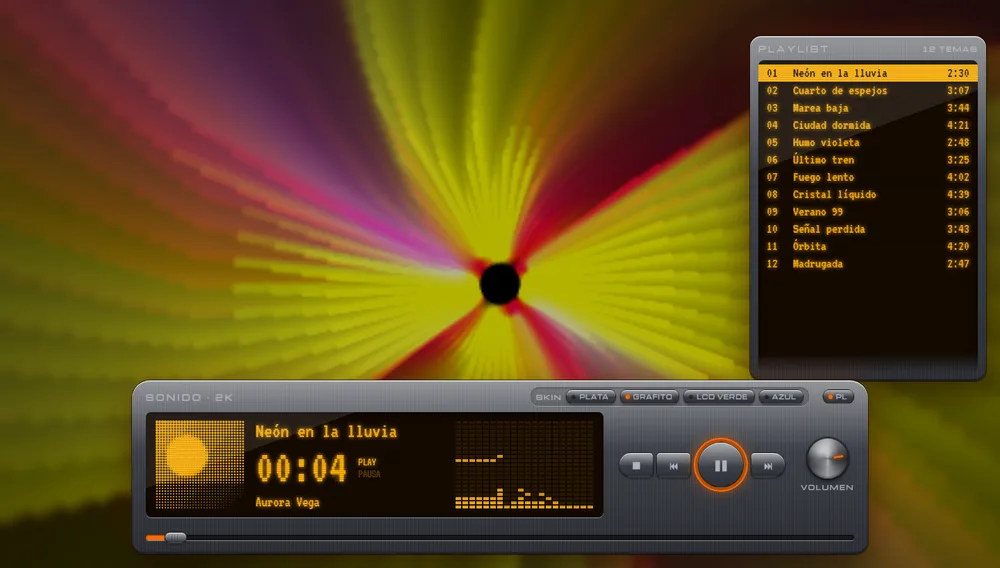 PLAYLIST 12 TEMAS
01 Neón en la lluvia 2:30
02 Cuarto de espejos 3:07
03 Marea baja 3:44
04 Ciudad dormida 4:21
05 Humo violeta 2:48
06 Último tren 3:25
07 Fuego lento 4:02
08 Cristal líquido 4:39
09 Verano 99 3:06
10 Señal perdida 3:43
11 Órbita 4:20
12 Madrugada 2:47
SONIDO · 2K SKIN PLATA GRAFITO LCD VERDE AZUL PL
Neón en la lluvia
00:04 PLAY
PAUSA
Aurora Vega
VOLUMEN